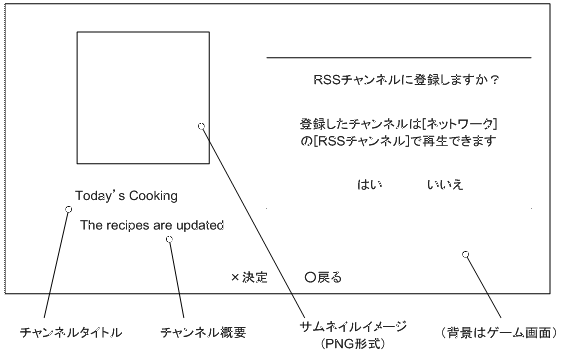 RSSチャンネルに登録しますか？
登録したチャンネルは[ネットワーク]
の[RSSチャンネル]で再生できます
はい いいえ
Today's Cooking
The recipes are updated
×決定 ○戻る
チャンネルタイトル
チャンネル概要
サムネイルイメージ
(PNG形式)
(背景はゲーム画面)